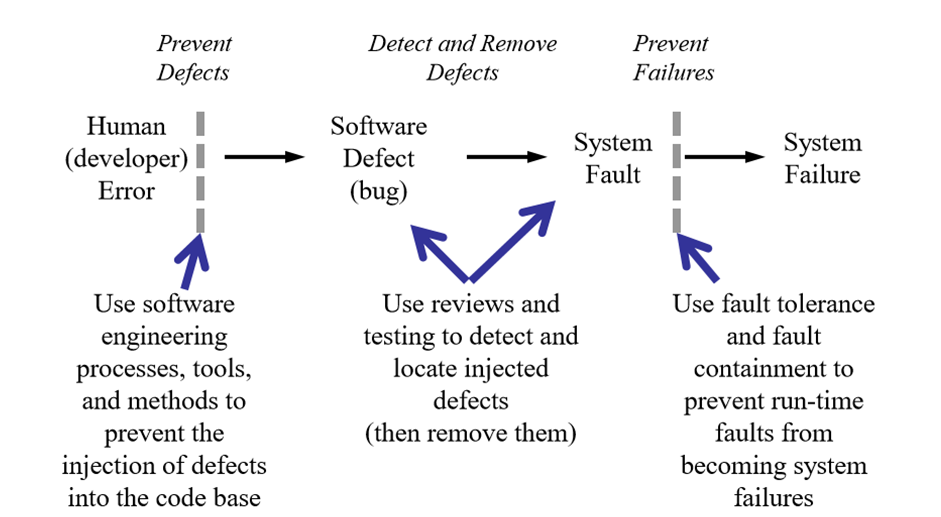 Prevent
Defects
Detect and Remove
Defects
Prevent
Failures
Human
(developer)
Error
Software
Defect
(bug)
System
Fault
System
Failure
Use software
engineering
processes, tools,
and methods to
prevent the
injection of defects
into the code base
Use reviews and
testing to detect and
locate injected
defects
(then remove them)
Use fault tolerance
and fault
containment to
prevent run-time
faults from
becoming system
failures